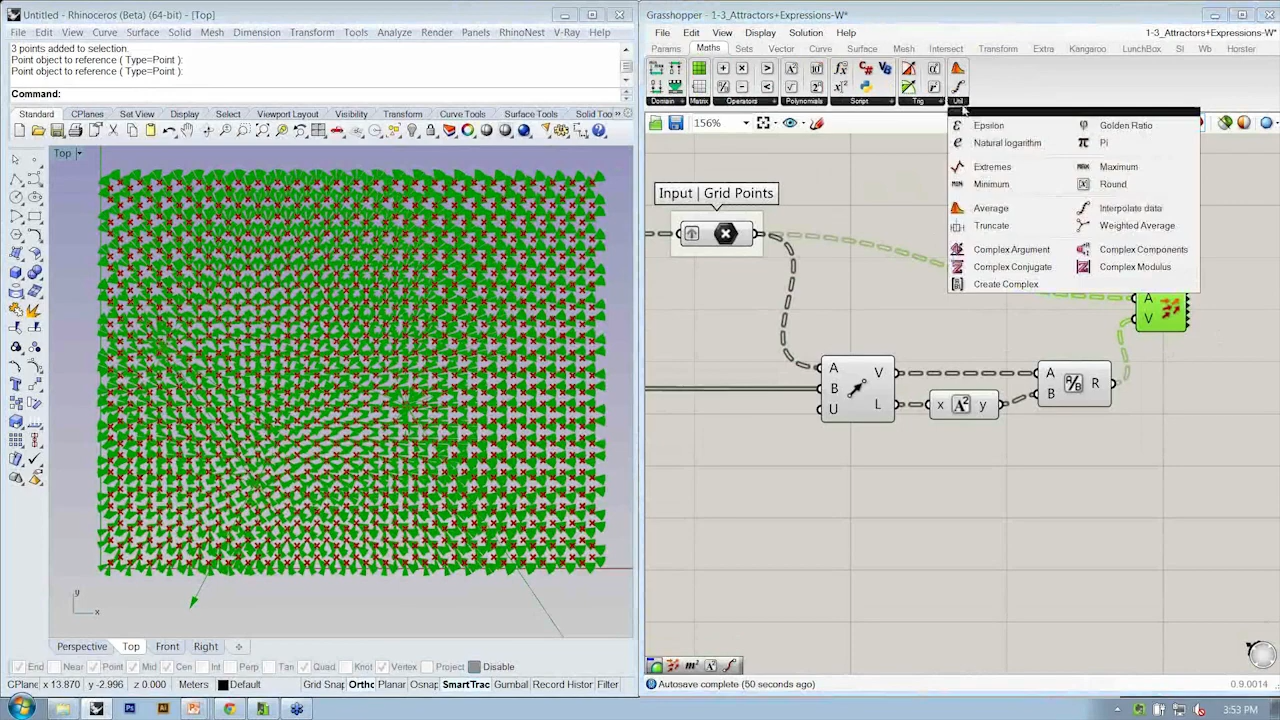 Untitled - Rhinoceros (Beta) (64-bit) - [Top]
File Edit View Curve Surface Solid Mesh Dimension Transform Tools Analyze Render Panels RhinoNest V-Ray Help
3 points added to selection.
Point object to reference ( Type=Point ):
Point object to reference ( Type=Point ):
Command:
Standard CPlanes Set View Display Select Viewport Layout Visibility Transform Curve Tools Surface Tools Solid Too
Top
y
x
Perspective Top Front Right
End Near Point Mid Cen Int Perp Tan Quad Knot Vertex Project Disable
CPlane x 13.870 y -2.996 z 0.000 Meters Default Grid Snap Ortho Planar Osnap SmartTrac Gumbal Record Histor Filter
Grasshopper - 1-3_Attractors+Expressions-W*
File Edit View Display Solution Help 1-3_Attractors+Expressions-W*
Params Maths Sets Vector Curve Surface Mesh Intersect Transform Extra Kangaroo LunchBox SI Wb Horster
Domain Matrix Operators Polynomials Script Trig Util
156%
Epsilon Golden Ratio
Natural logarithm Pi
Extremes Maximum
Minimum Round
Average Interpolate data
Truncate Weighted Average
Complex Argument Complex Components
Complex Conjugate Complex Modulus
Create Complex
Input | Grid Points
A
V
A V
B
U L
x A² y
A
B R
Autosave complete (50 seconds ago) 0.9.0014
3:53 PM